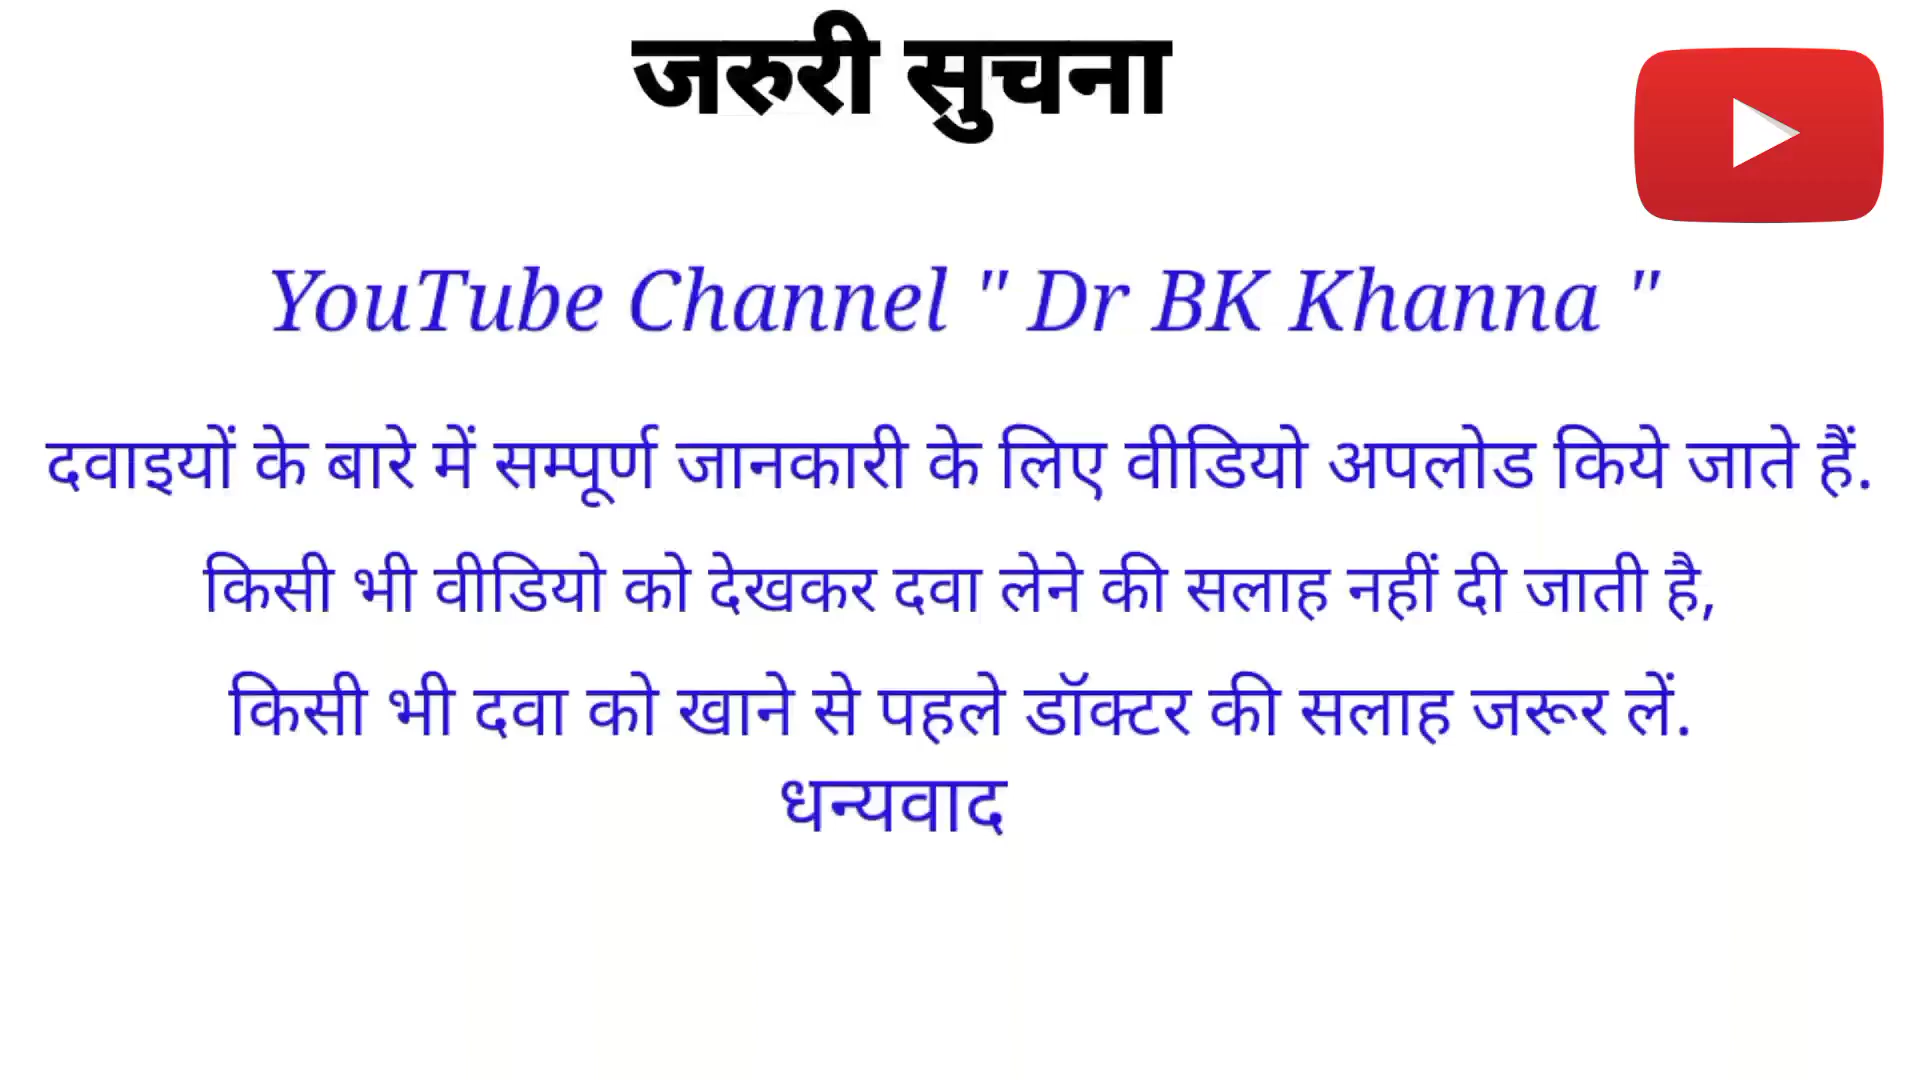 जरुरी सुचना
YouTube Channel " Dr BK Khanna "
दवाइयों के बारे में सम्पूर्ण जानकारी के लिए वीडियो अपलोड किये जाते हैं.
किसी भी वीडियो को देखकर दवा लेने की सलाह नहीं दी जाती है,
किसी भी दवा को खाने से पहले डॉक्टर की सलाह जरूर लें.
धन्यवाद